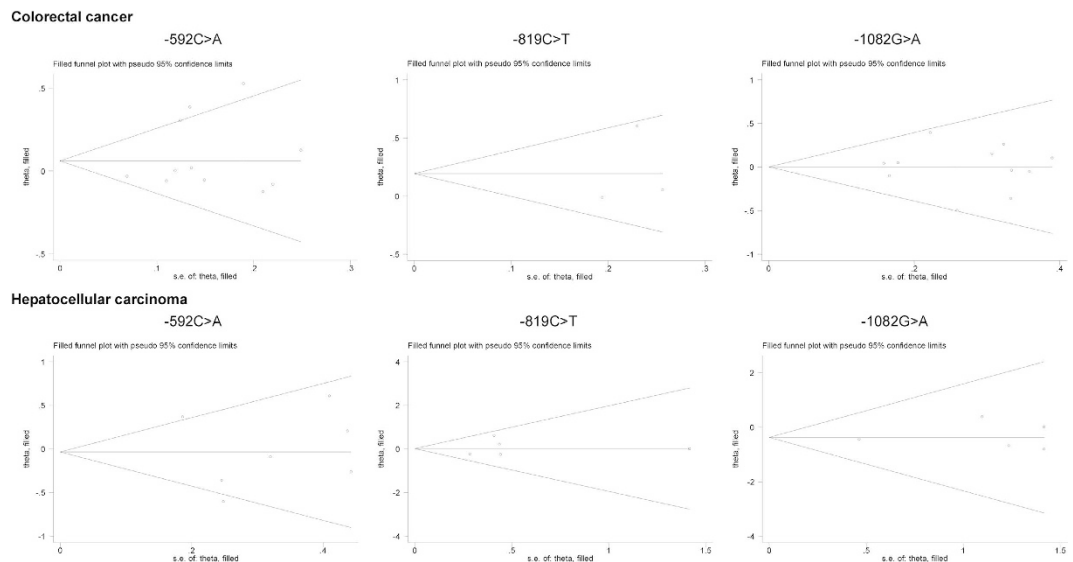 Colorectal cancer
-592C>A
-819C>T
-1082G>A
Filled funnel plot with pseudo 95% confidence limits
Filled funnel plot with pseudo 95% confidence limits
Filled funnel plot with pseudo 95% confidence limits
theta, filled
.5
0
-.5
0
.1
.2
.3
s.e. of: theta, filled
theta, filled
1
.5
0
-.5
0
.1
.2
.3
s.e. of: theta, filled
theta, filled
1
.5
0
-.5
-1
0
.2
.4
s.e. of: theta, filled
Hepatocellular carcinoma
-592C>A
-819C>T
-1082G>A
Filled funnel plot with pseudo 95% confidence limits
Filled funnel plot with pseudo 95% confidence limits
Filled funnel plot with pseudo 95% confidence limits
theta, filled
1
.5
0
-.5
-1
0
.2
.4
s.e. of: theta, filled
theta, filled
4
2
0
-2
-4
0
.5
1
1.5
s.e. of: theta, filled
theta, filled
2
0
-2
-4
0
.5
1
1.5
s.e. of: theta, filled